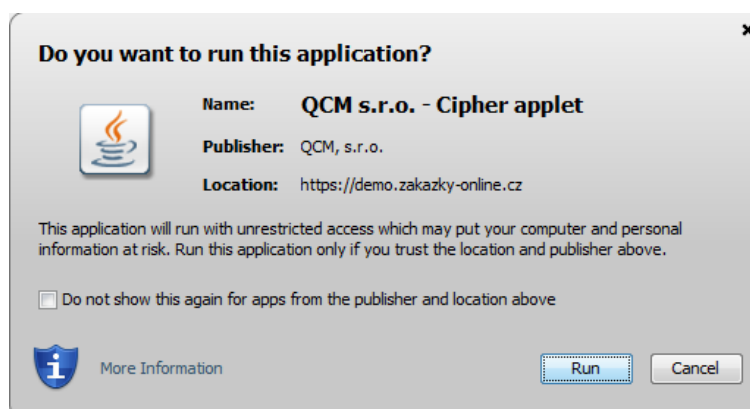 Do you want to run this application?
Name: QCM s.r.o. - Cipher applet
Publisher: QCM, s.r.o.
Location: https://demo.zakazky-online.cz
This application will run with unrestricted access which may put your computer and personal
information at risk. Run this application only if you trust the location and publisher above.
Do not show this again for apps from the publisher and location above
More Information
Run Cancel